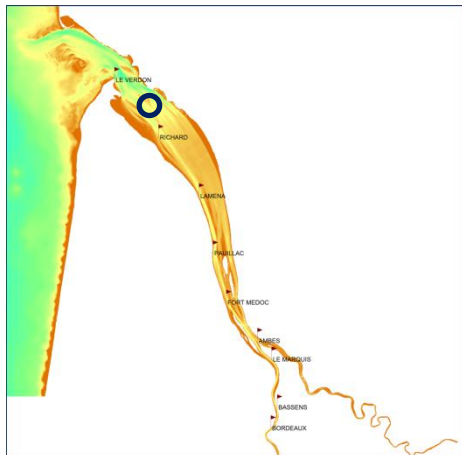 LE VERDON
RICHARD
LAMENA
PAUILLAC
FORT MEDOC
AMBES
LE MARQUIS
BASSENS
BORDEAUX